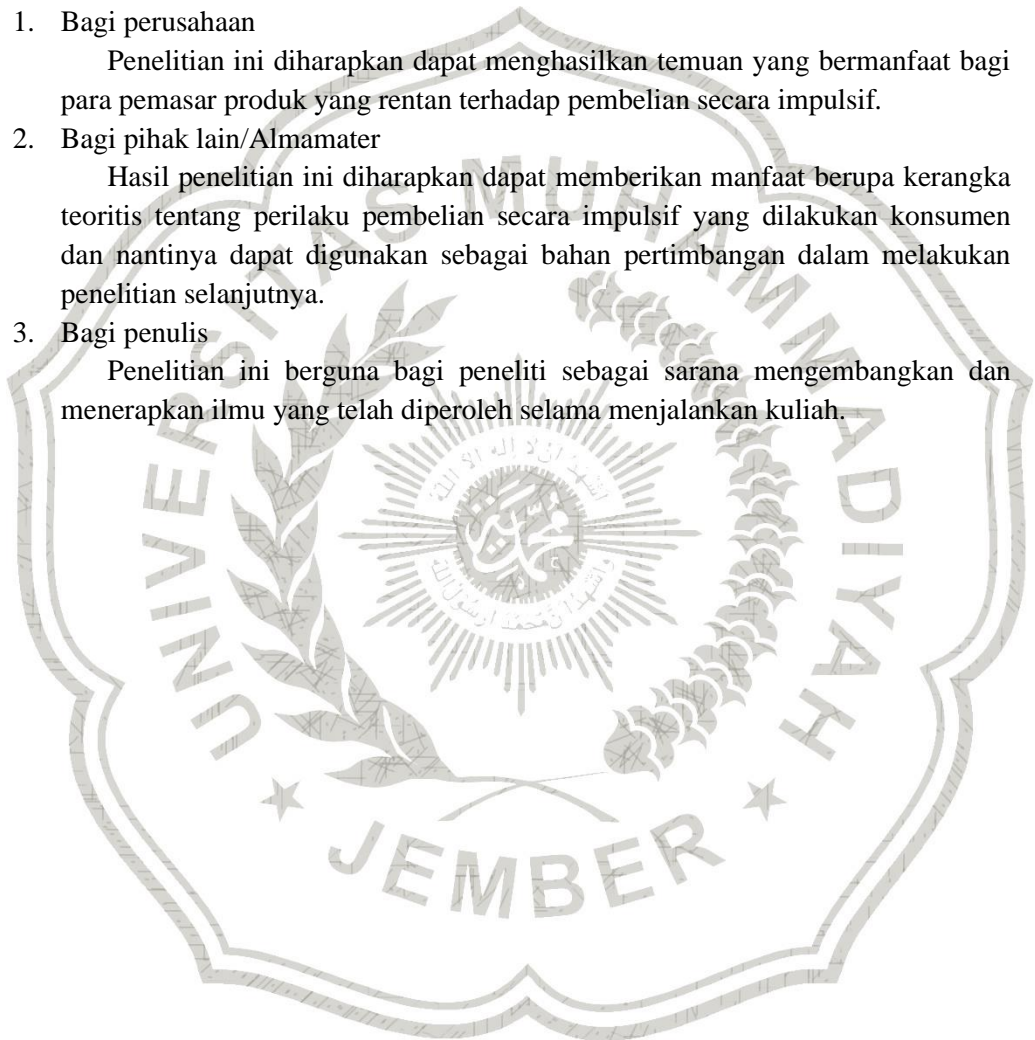 1. Bagi perusahaan
Penelitian ini diharapkan dapat menghasilkan temuan yang bermanfaat bagi
para pemasar produk yang rentan terhadap pembelian secara impulsif.
2. Bagi pihak lain/Almamater
Hasil penelitian ini diharapkan dapat memberikan manfaat berupa kerangka
teoritis tentang perilaku pembelian secara impulsif yang dilakukan konsumen
dan nantinya dapat digunakan sebagai bahan pertimbangan dalam melakukan
penelitian selanjutnya.
3. Bagi penulis
Penelitian ini berguna bagi peneliti sebagai sarana mengembangkan dan
menerapkan ilmu yang telah diperoleh selama menjalankan kuliah.
UNIVERSITAS MUHAMMADIYAH
JEMBER